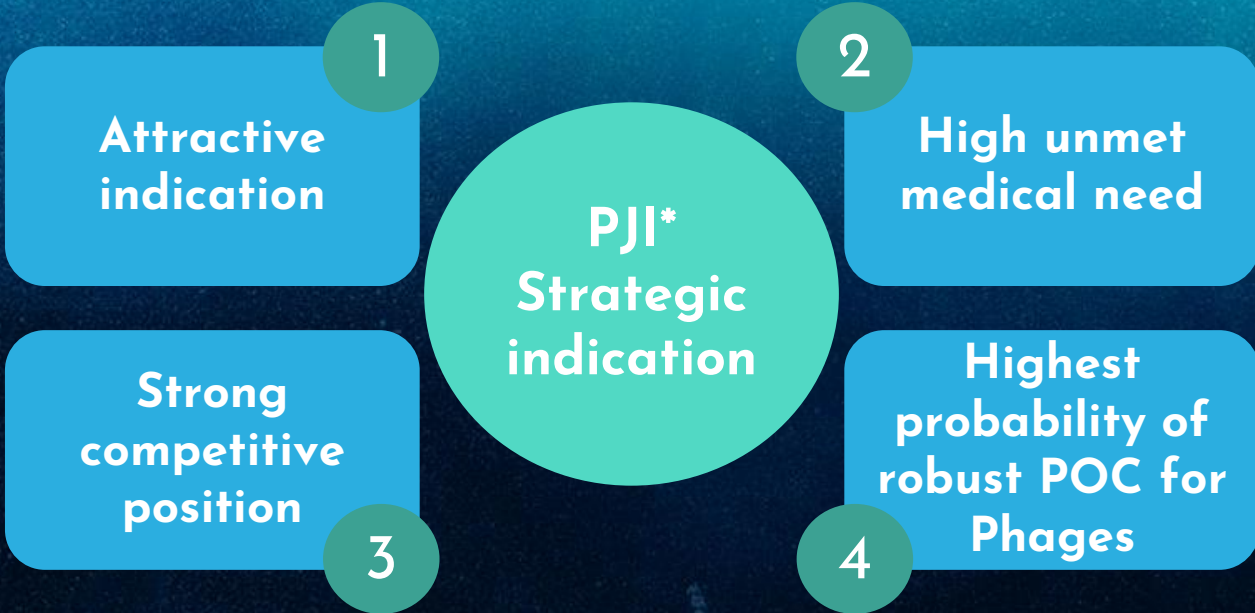 1
Attractive
indication
2
High unmet
medical need
PJI*
Strategic
indication
Strong
competitive
position
3
Highest
probability of
robust POC for
Phages
4